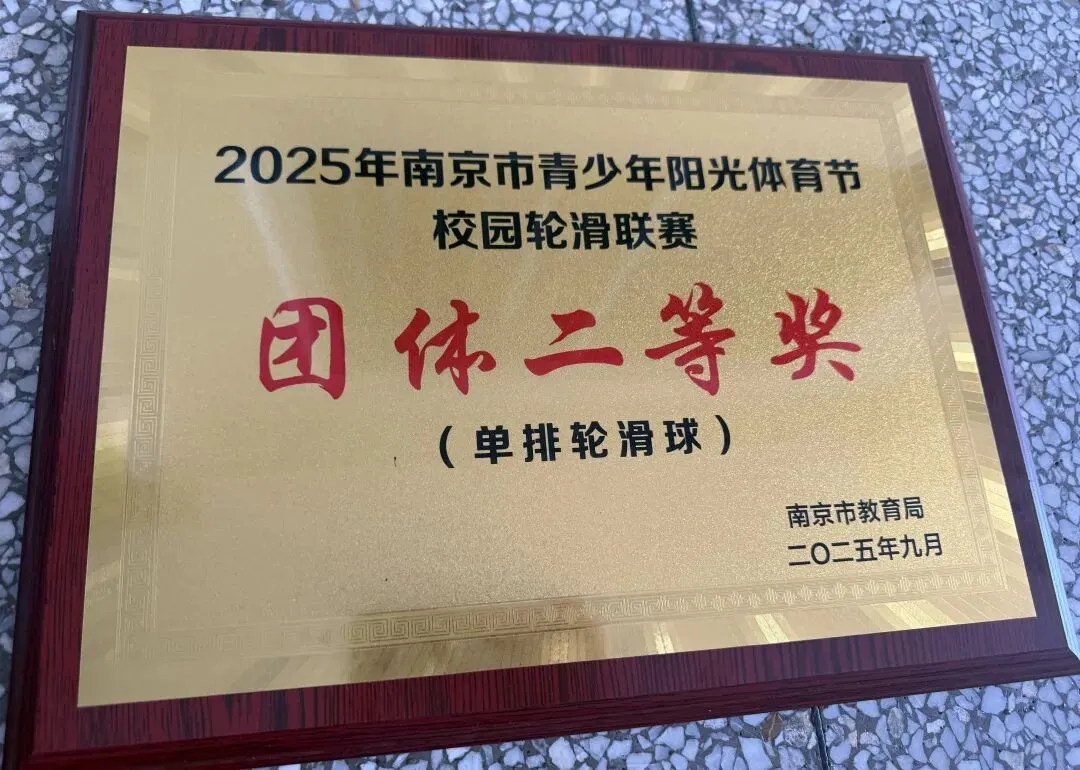 2025年南京市青少年阳光体育节
校园轮滑联赛
团体二等奖
（单排轮滑球）
南京市教育局
二〇二五年九月